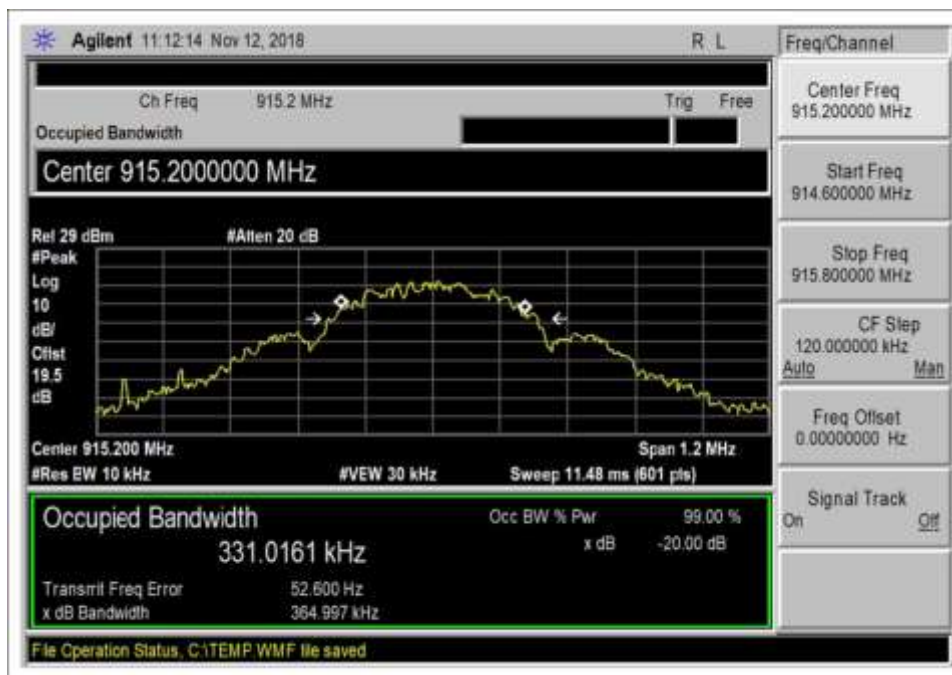 Agilent 11:12:14 Nov 12, 2018 R L Freq/Channel
Ch Freq 915.2 MHz Trig Free
Occupied Bandwidth
Center 915.2000000 MHz
Center Freq
915.200000 MHz
Start Freq
914.600000 MHz
Stop Freq
915.800000 MHz
CF Step
120.000000 kHz
Auto Man
Freq Offset
0.00000000 Hz
Signal Track
On Off
Ref 29 dBm #Atten 20 dB
#Peak
Log
10
dB/
Offst
19.5
dB
Center 915.200 MHz Span 1.2 MHz
#Res BW 10 kHz #VBW 30 kHz Sweep 11.48 ms (601 pts)
Occupied Bandwidth Occ BW % Pwr 99.00 %
331.0161 kHz x dB -20.00 dB
Transmit Freq Error 52.600 Hz
x dB Bandwidth 364.997 kHz
File Operation Status, C:\TEMP.WMF file saved